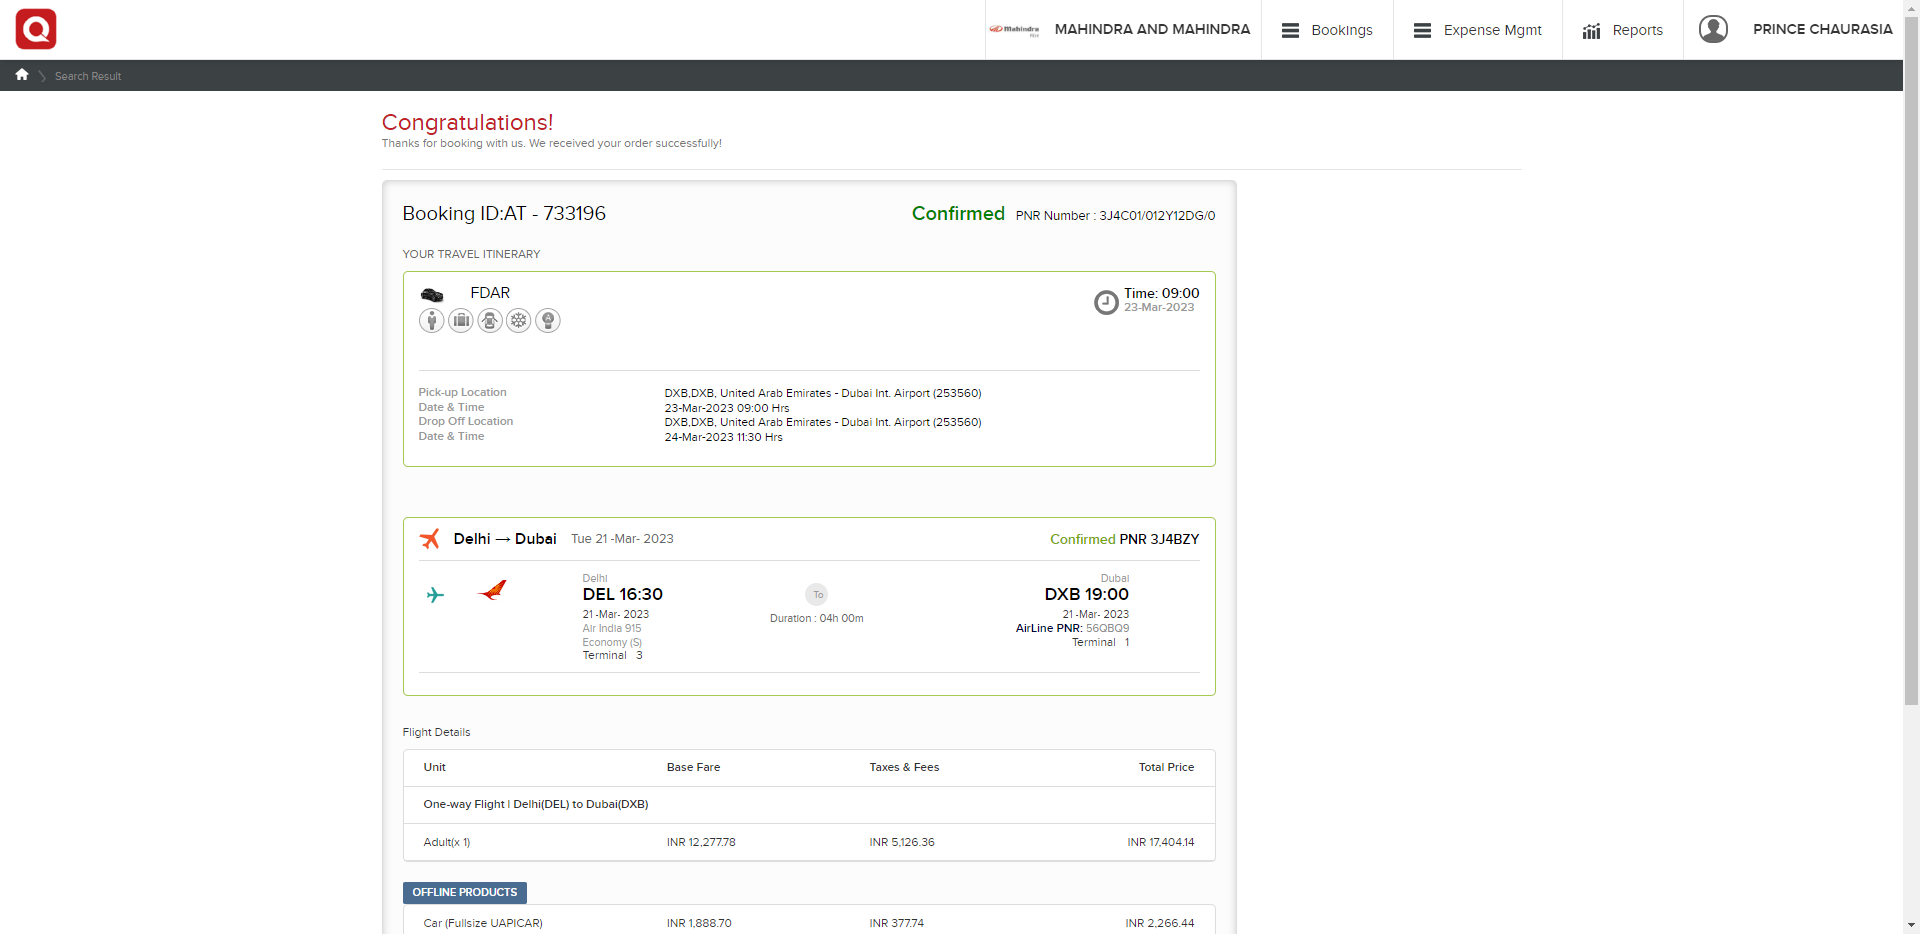 Mahindra
MAHINDRA AND MAHINDRA
Bookings
Expense Mgmt
Reports
PRINCE CHAURASIA
Search Result
Congratulations!
Thanks for booking with us. We received your order successfully!
Booking ID:AT - 733196
Confirmed PNR Number : 3J4C01/012Y12DG/0
YOUR TRAVEL ITINERARY
FDAR
Time: 09:00
23-Mar-2023
Pick-up Location DXB,DXB, United Arab Emirates - Dubai Int. Airport (253560)
Date & Time 23-Mar-2023 09:00 Hrs
Drop Off Location DXB,DXB, United Arab Emirates - Dubai Int. Airport (253560)
Date & Time 24-Mar-2023 11:30 Hrs
Delhi → Dubai Tue 21 -Mar- 2023
Confirmed PNR 3J4BZY
Delhi
DEL 16:30
21 -Mar- 2023
Air India 915
Economy (S)
Terminal 3
To
Duration : 04h 00m
Dubai
DXB 19:00
21 -Mar- 2023
AirLine PNR: 56QBQ9
Terminal 1
Flight Details
Unit Base Fare Taxes & Fees Total Price
One-way Flight | Delhi(DEL) to Dubai(DXB)
Adult(x 1) INR 12,277.78 INR 5,126.36 INR 17,404.14
OFFLINE PRODUCTS
Car (Fullsize UAPICAR) INR 1,888.70 INR 377.74 INR 2,266.44